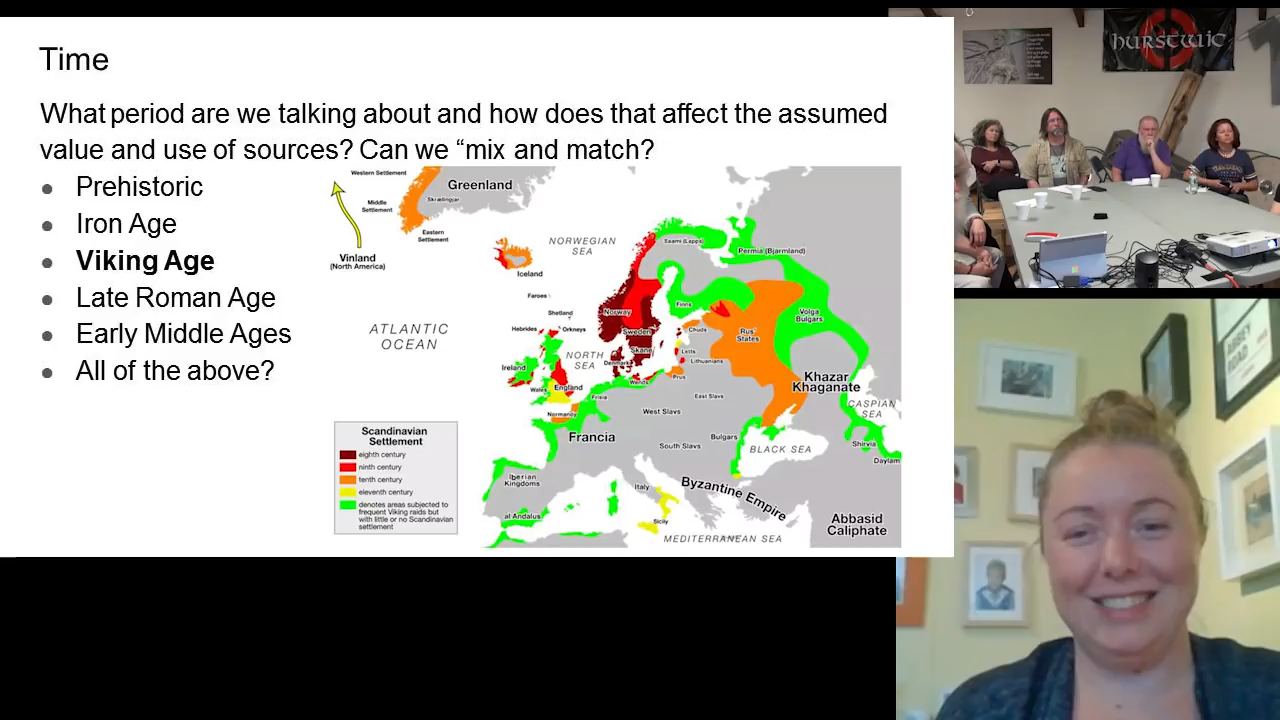 Time
What period are we talking about and how does that affect the assumed
value and use of sources? Can we “mix and match?
Prehistoric
Iron Age
Viking Age
Late Roman Age
Early Middle Ages
All of the above?
Western Settlement
Greenland
Skraelingjar
Middle
Settlement
Eastern
Settlement
Vinland
(North America)
Iceland
NORWEGIAN
SEA
Saami (Lapps)
Permia (Bjarmland)
Faroes
Shetland
Orkneys
Hebrides
ATLANTIC
OCEAN
NORTH
SEA
Norway
Sweden
Skane
Denmark
Finns
Chuds
Letts
Lithuanians
Prus
Wends
Rus'
States
Volga
Bulgars
Ireland
Wales
England
Frisia
Normandy
East Slavs
West Slavs
Khazar
Khaganate
CASPIAN
SEA
Francia
South Slavs
Bulgars
BLACK SEA
Shirvan
Daylam
Iberian
Kingdoms
Italy
Byzantine Empire
al Andalus
Sicily
MEDITERRANEAN SEA
Abbasid
Caliphate
Scandinavian
Settlement
eighth century
ninth century
tenth century
eleventh century
denotes areas subjected to
frequent Viking raids but
with little or no Scandinavian
settlement
hurstwic